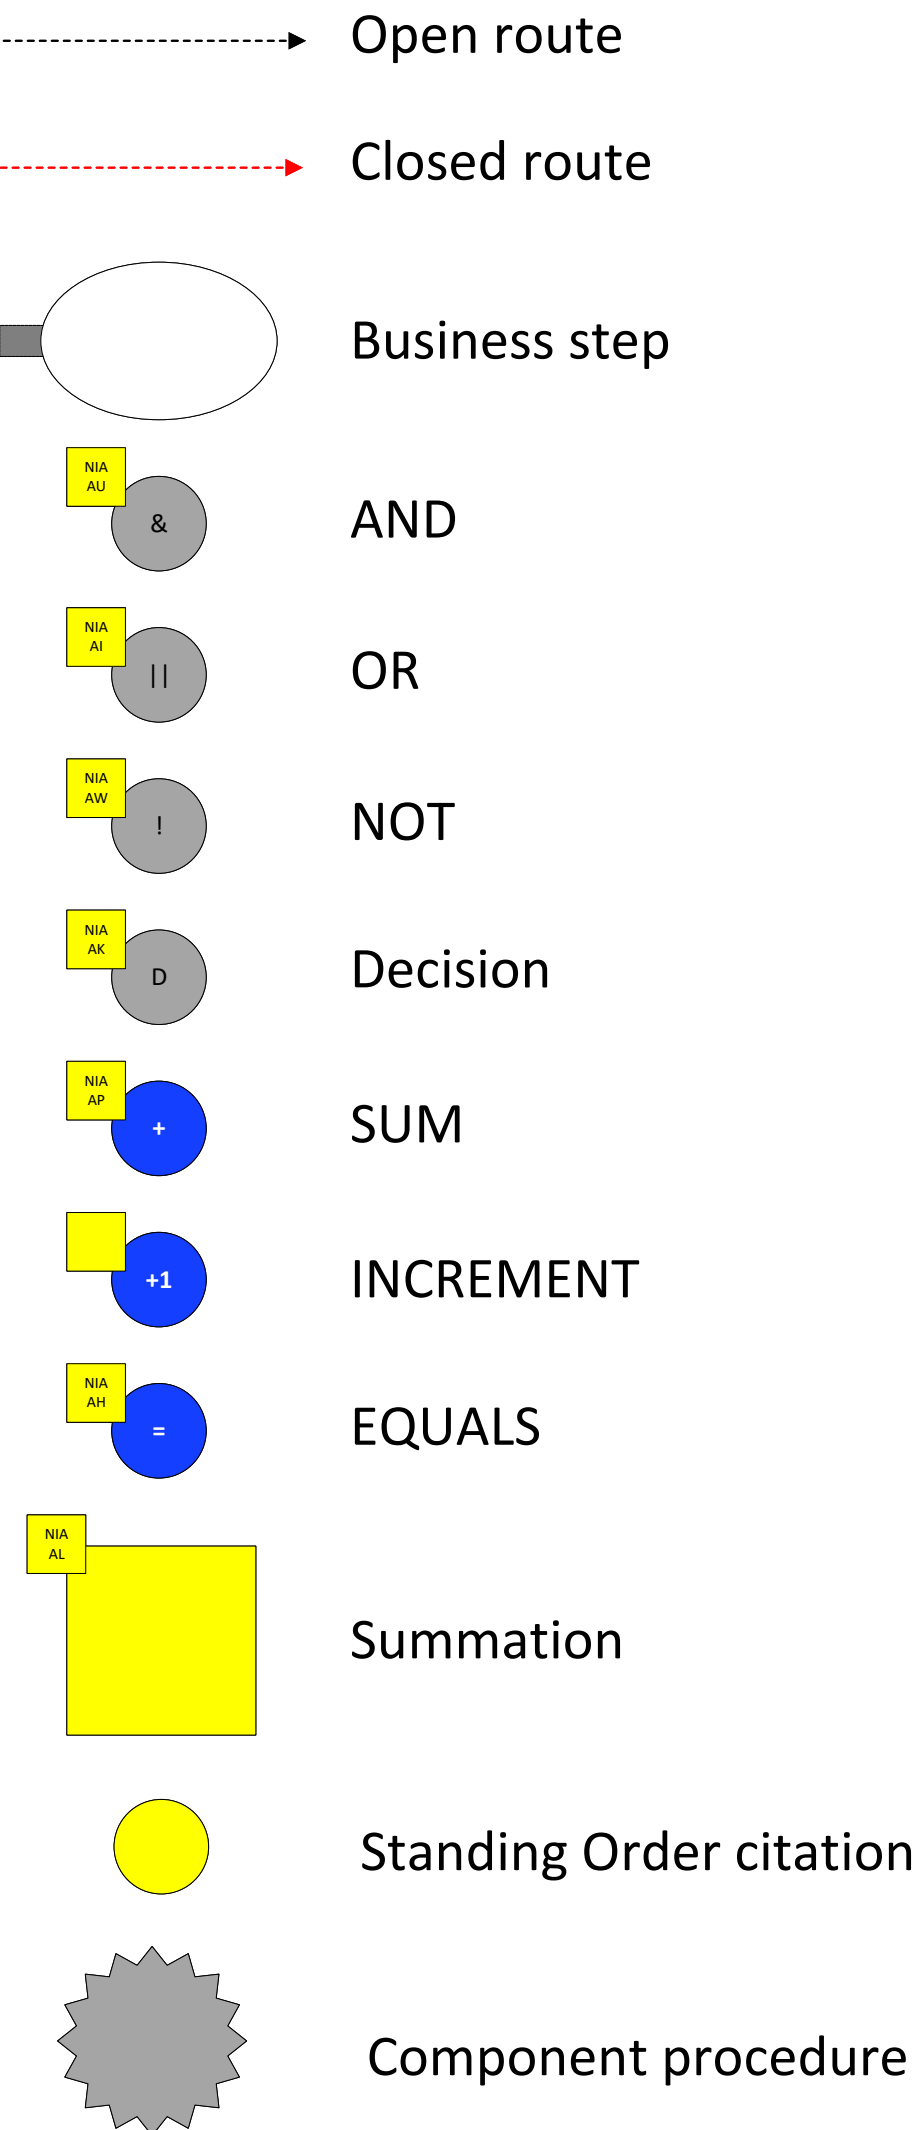 Open route
Closed route
Business step
NIA
AU
&
AND
NIA
AI
||
OR
NIA
AW
!
NOT
NIA
AK
D
Decision
NIA
AP
+
SUM
+1
INCREMENT
NIA
AH
=
EQUALS
NIA
AL
Summation
Standing Order citation
Component procedure